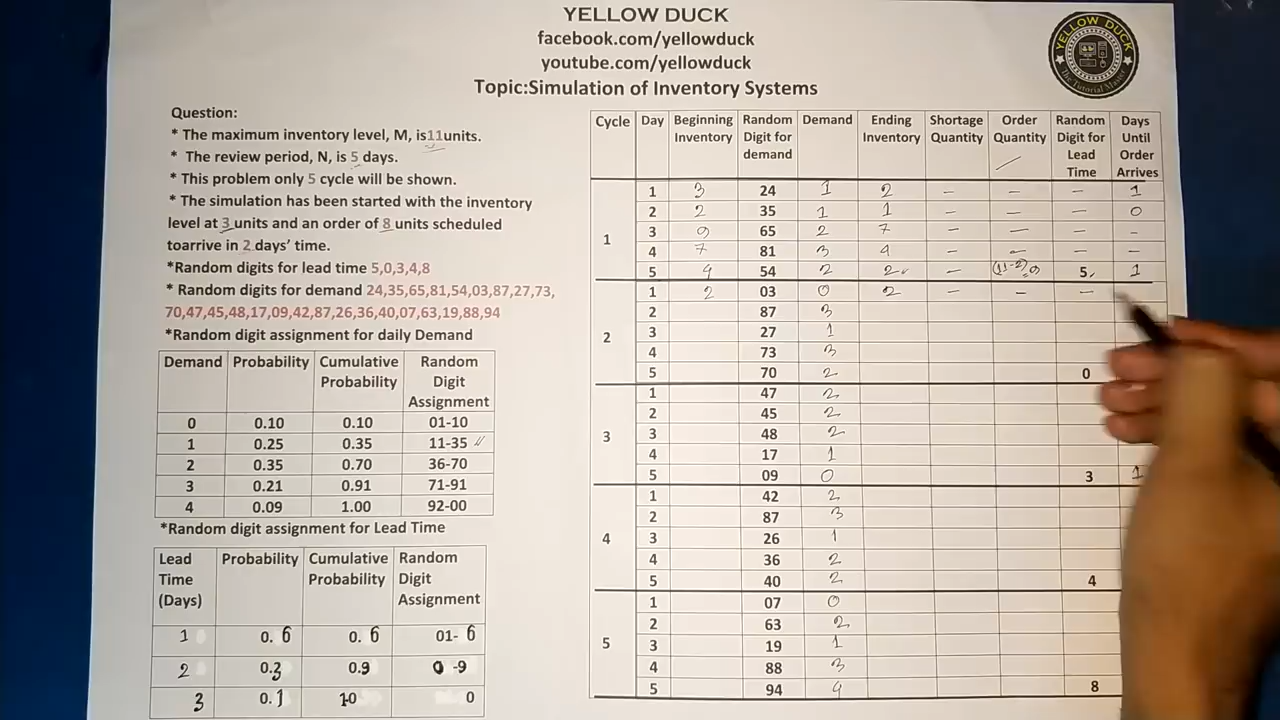 YELLOW DUCK
facebook.com/yellowduck
youtube.com/yellowduck
Topic:Simulation of Inventory Systems
YELLOW DUCK
The Tutorial Master
Question:
* The maximum inventory level, M, is11units.
* The review period, N, is 5 days.
* This problem only 5 cycle will be shown.
* The simulation has been started with the inventory
level at 3 units and an order of 8 units scheduled
toarrive in 2 days’ time.
*Random digits for lead time 5,0,3,4,8
* Random digits for demand 24,35,65,81,54,03,87,27,73,
70,47,45,48,17,09,42,87,26,36,40,07,63,19,88,94
*Random digit assignment for daily Demand
Demand Probability Cumulative Probability Random Digit Assignment
0 0.10 0.10 01-10
1 0.25 0.35 11-35
2 0.35 0.70 36-70
3 0.21 0.91 71-91
4 0.09 1.00 92-00
*Random digit assignment for Lead Time
Lead Time (Days) Probability Cumulative Probability Random Digit Assignment
1 0.6 0.6 01-6
2 0.3 0.9 -9
3 0.1 1.0 0
Cycle Day Beginning Inventory Random Digit for demand Demand Ending Inventory Shortage Quantity Order Quantity Random Digit for Lead Time Days Until Order Arrives
1 1 3 24 1 2 – – – 1
2 2 35 1 1 – – – 0
3 9 65 2 7 – – – –
4 7 81 3 4 – – – –
5 4 54 2 2 – (11-2)=9 5 1
2 1 2 03 0 2 – – –
2 87 3
3 27 1
4 73 3
5 70 2 0
3 1 47 2
2 45 2
3 48 2
4 17 1
5 09 0 3 1
4 1 42 2
2 87 3
3 26 1
4 36 2
5 40 2 4
5 1 07 0
2 63 2
3 19 1
4 88 3
5 94 4 8